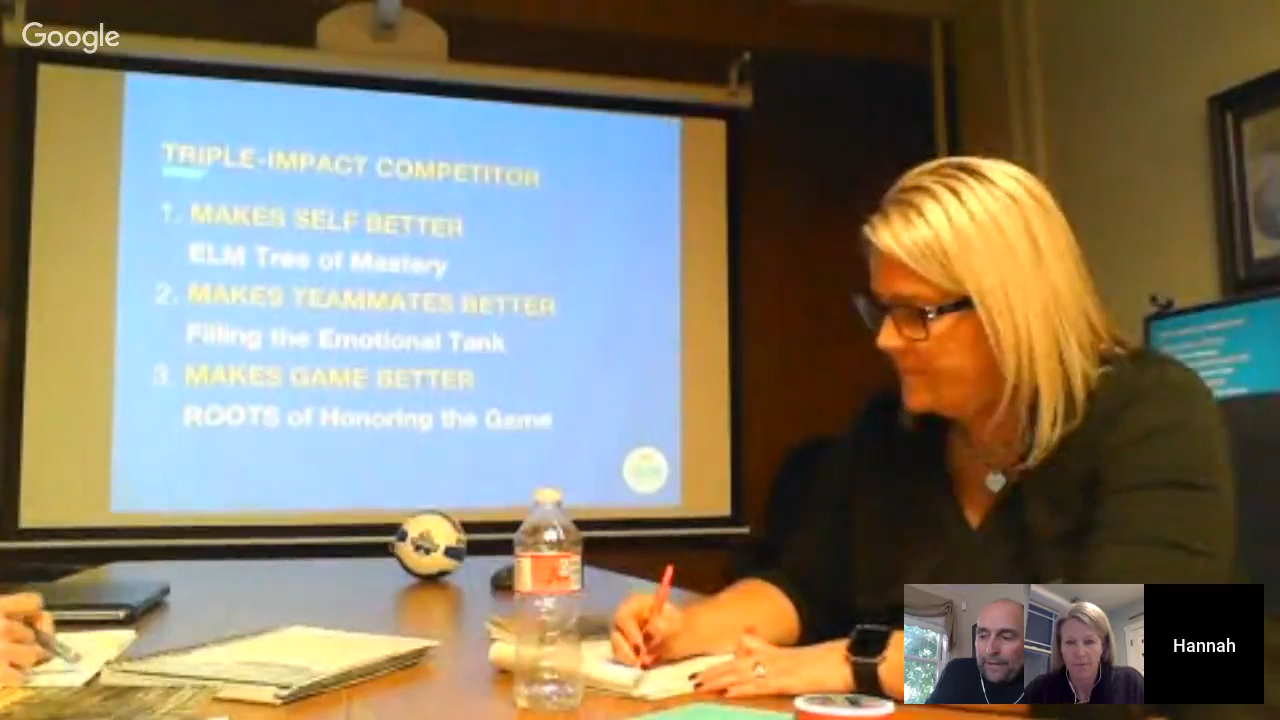 Google
TRIPLE-IMPACT COMPETITOR
1. MAKES SELF BETTER
ELM Tree of Mastery
2. MAKES TEAMMATES BETTER
Filling the Emotional Tank
3. MAKES GAME BETTER
ROOTS of Honoring the Game
Hannah